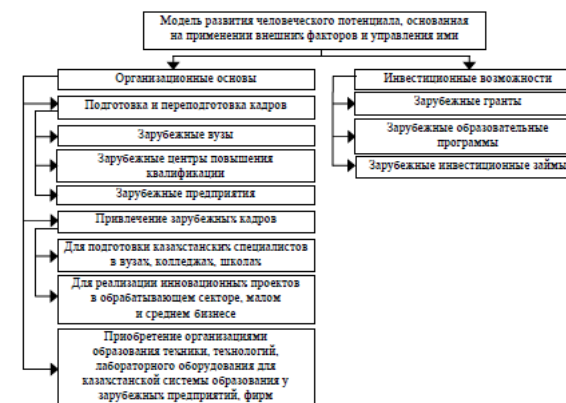 Модель развития человеческого потенциала, основанная
на применении внешних факторов и управления ими
Организационные основы
Подготовка и переподготовка кадров
Зарубежные вузы
Зарубежные центры повышения
квалификации
Зарубежные предприятия
Привлечение зарубежных кадров
Для подготовки казахстанских специалистов
в вузах, колледжах, школах
Для реализации инновационных проектов
в обрабатывающем секторе, малом
и среднем бизнесе
Приобретение организациями
образования техники, технологий,
лабораторного оборудования для
казахстанской системы образования у
зарубежных предприятий, фирм
Инвестиционные возможности
Зарубежные гранты
Зарубежные образовательные
программы
Зарубежные инвестиционные займы